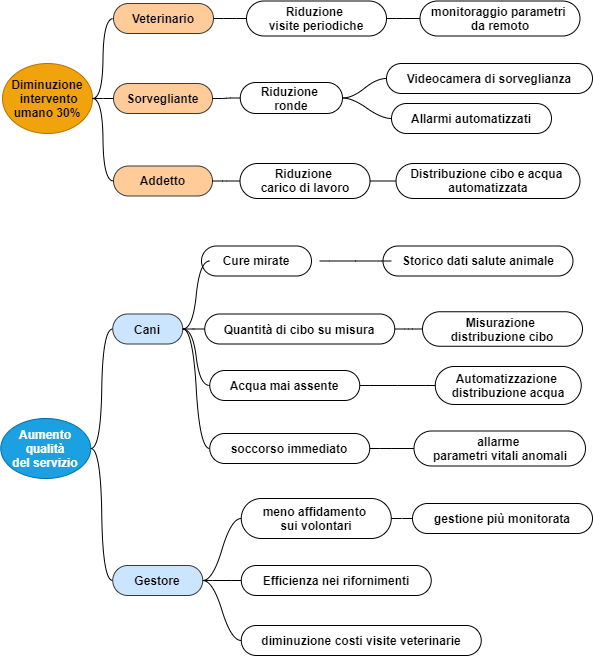 Veterinario
Riduzione
visite periodiche
monitoraggio parametri
da remoto
Diminuzione
intervento
umano 30%
Sorvegliante
Riduzione
ronde
Videocamera di sorveglianza
Allarmi automatizzati
Addetto
Riduzione
carico di lavoro
Distribuzione cibo e acqua
automatizzata
Cure mirate
Storico dati salute animale
Cani
Quantità di cibo su misura
Misurazione
distribuzione cibo
Acqua mai assente
Automatizzazione
distribuzione acqua
Aumento
qualità
del servizio
soccorso immediato
allarme
parametri vitali anomali
meno affidamento
sui volontari
gestione più monitorata
Gestore
Efficienza nei rifornimenti
diminuzione costi visite veterinarie